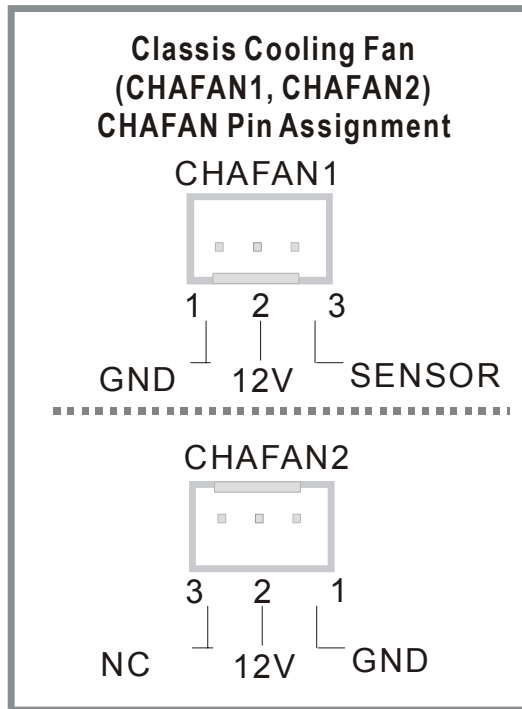 Classis Cooling Fan
(CHAFAN1, CHAFAN2)
CHAFAN Pin Assignment
CHAFAN1
1 2 3
GND 12V SENSOR
CHAFAN2
3 2 1
NC 12V GND